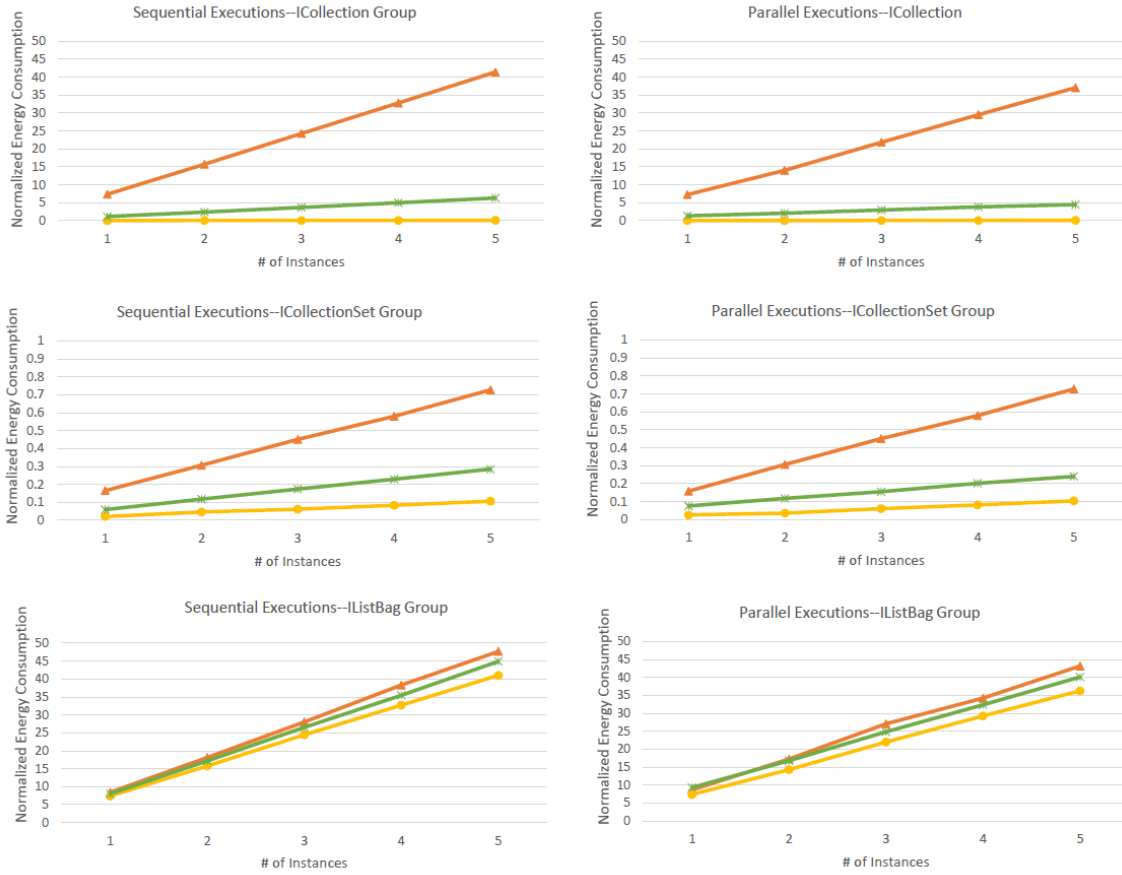 Sequential Executions--ICollection Group
Normalized Energy Consumption
50
45
40
35
30
25
20
15
10
5
0
1 2 3 4 5
# of Instances
Parallel Executions--ICollection
Normalized Energy Consumption
50
45
40
35
30
25
20
15
10
5
0
1 2 3 4 5
# of Instances
Sequential Executions--ICollectionSet Group
Normalized Energy Consumption
1
0.9
0.8
0.7
0.6
0.5
0.4
0.3
0.2
0.1
0
1 2 3 4 5
# of Instances
Parallel Executions--ICollectionSet Group
Normalized Energy Consumption
1
0.9
0.8
0.7
0.6
0.5
0.4
0.3
0.2
0.1
0
1 2 3 4 5
# of Instances
Sequential Executions--IListBag Group
Normalized Energy Consumption
50
45
40
35
30
25
20
15
10
5
0
1 2 3 4 5
# of Instances
Parallel Executions--IListBag Group
Normalized Energy Consumption
50
45
40
35
30
25
20
15
10
5
0
1 2 3 4 5
# of Instances